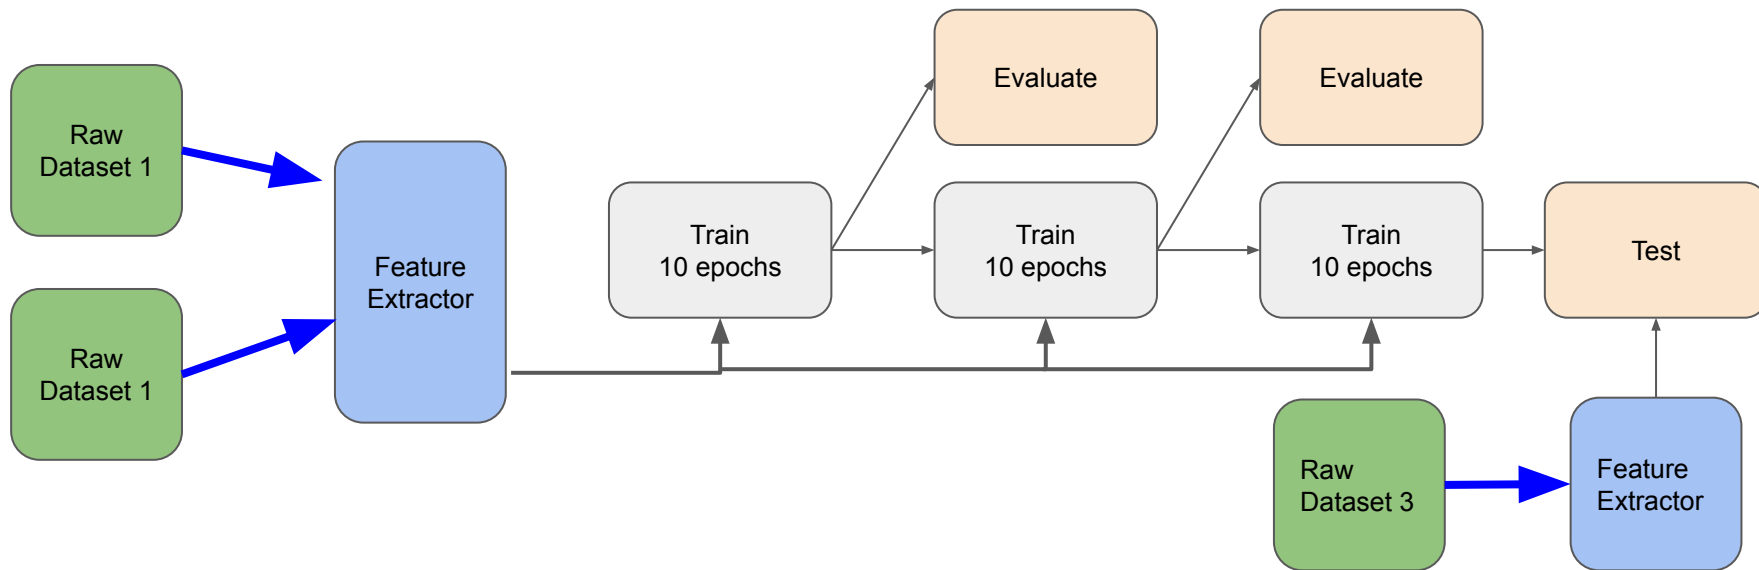 Raw
Dataset 1
Raw
Dataset 1
Feature
Extractor
Evaluate
Evaluate
Train
10 epochs
Train
10 epochs
Train
10 epochs
Test
Raw
Dataset 3
Feature
Extractor